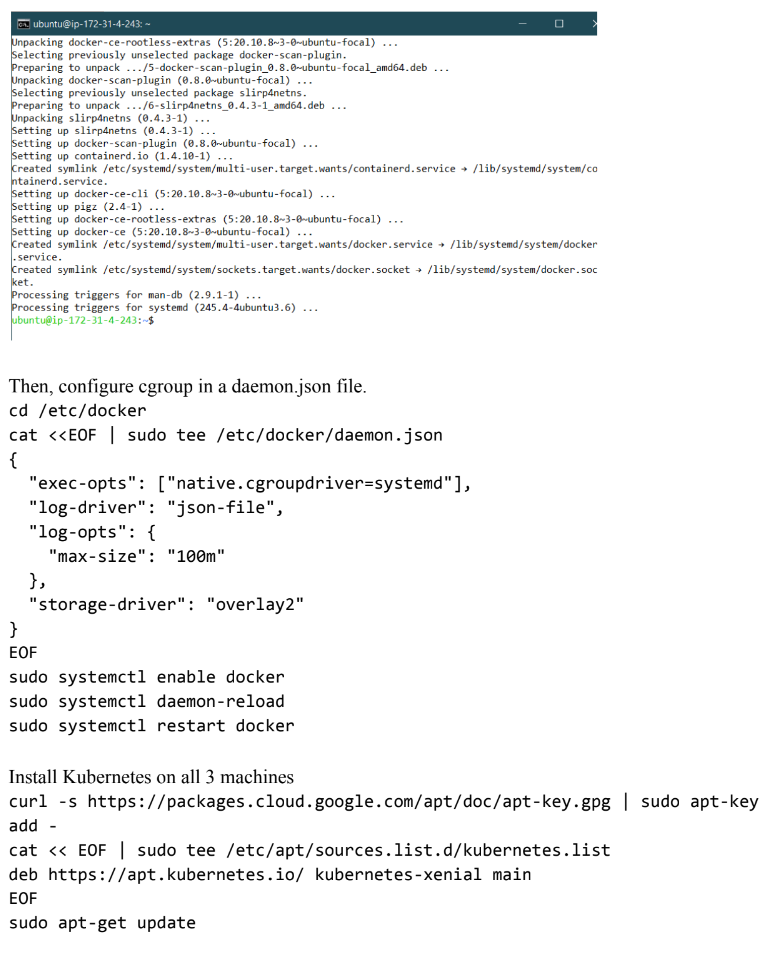 ubuntu@ip-172-31-4-243: ~
Unpacking docker-ce-rootless-extras (5:20.10.8~3-0~ubuntu-focal) ...
Selecting previously unselected package docker-scan-plugin.
Preparing to unpack .../5-docker-scan-plugin_0.8.0~ubuntu-focal_amd64.deb ...
Unpacking docker-scan-plugin (0.8.0~ubuntu-focal) ...
Selecting previously unselected package slirp4netns.
Preparing to unpack .../6-slirp4netns_0.4.3-1_amd64.deb ...
Unpacking slirp4netns (0.4.3-1) ...
Setting up slirp4netns (0.4.3-1) ...
Setting up docker-scan-plugin (0.8.0~ubuntu-focal) ...
Setting up containerd.io (1.4.10-1) ...
Created symlink /etc/systemd/system/multi-user.target.wants/containerd.service → /lib/systemd/system/co
ntainerd.service.
Setting up docker-ce-cli (5:20.10.8~3-0~ubuntu-focal) ...
Setting up pigz (2.4-1) ...
Setting up docker-ce-rootless-extras (5:20.10.8~3-0~ubuntu-focal) ...
Setting up docker-ce (5:20.10.8~3-0~ubuntu-focal) ...
Created symlink /etc/systemd/system/multi-user.target.wants/docker.service → /lib/systemd/system/docker
.service.
Created symlink /etc/systemd/system/sockets.target.wants/docker.socket → /lib/systemd/system/docker.soc
ket.
Processing triggers for man-db (2.9.1-1) ...
Processing triggers for systemd (245.4-4ubuntu3.6) ...
ubuntu@ip-172-31-4-243:~$
Then, configure cgroup in a daemon.json file.
cd /etc/docker
cat <<EOF | sudo tee /etc/docker/daemon.json
{
  "exec-opts": ["native.cgroupdriver=systemd"],
  "log-driver": "json-file",
  "log-opts": {
    "max-size": "100m"
  },
  "storage-driver": "overlay2"
}
EOF
sudo systemctl enable docker
sudo systemctl daemon-reload
sudo systemctl restart docker
Install Kubernetes on all 3 machines
curl -s https://packages.cloud.google.com/apt/doc/apt-key.gpg | sudo apt-key
add -
cat << EOF | sudo tee /etc/apt/sources.list.d/kubernetes.list
deb https://apt.kubernetes.io/ kubernetes-xenial main
EOF
sudo apt-get update